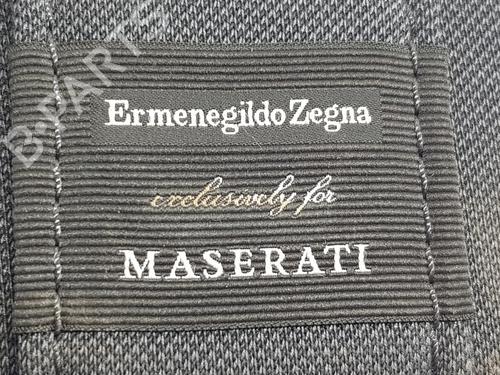 B-PARTS
Ermenegildo Zegna
exclusively for
MASERATI